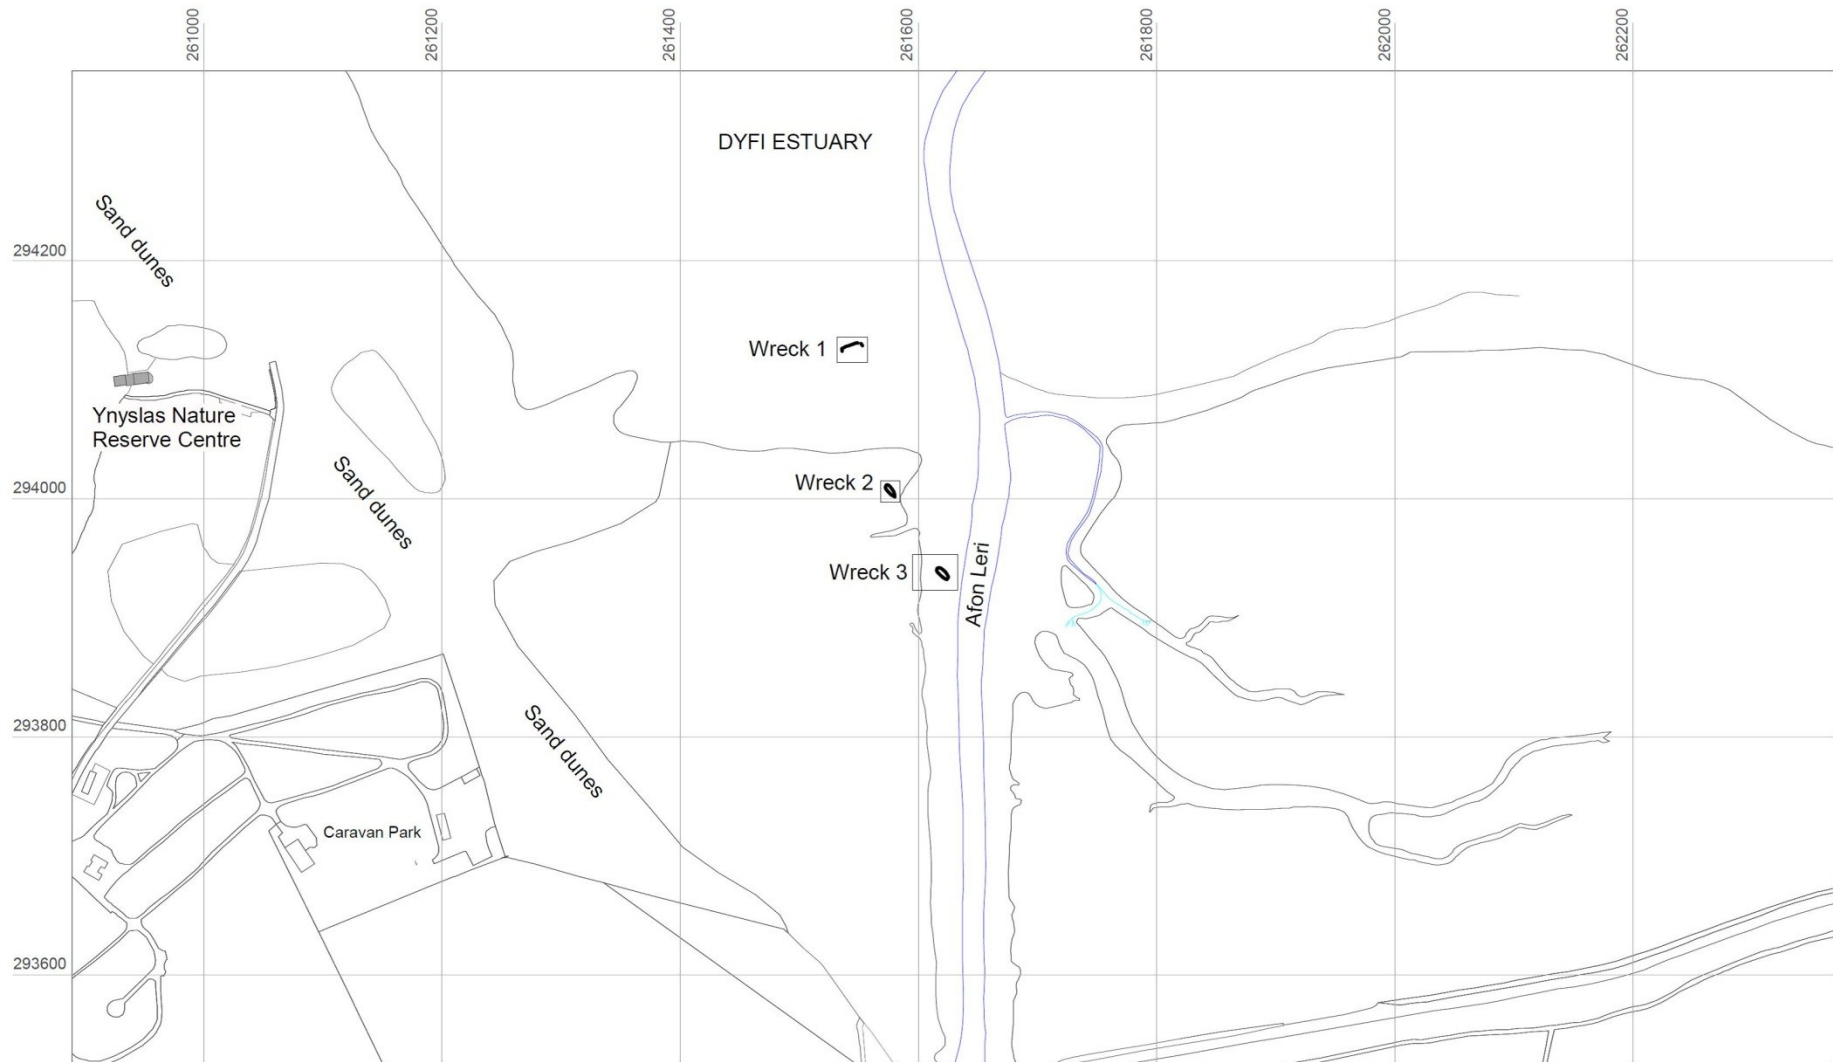 261000
261200
261400
261600
261800
262000
262200
DYFI ESTUARY
Sand dunes
294200
Wreck 1
Ynyslas Nature
Reserve Centre
Sand dunes
Wreck 2
294000
Wreck 3
Afon Leri
293800
Sand dunes
Caravan Park
293600